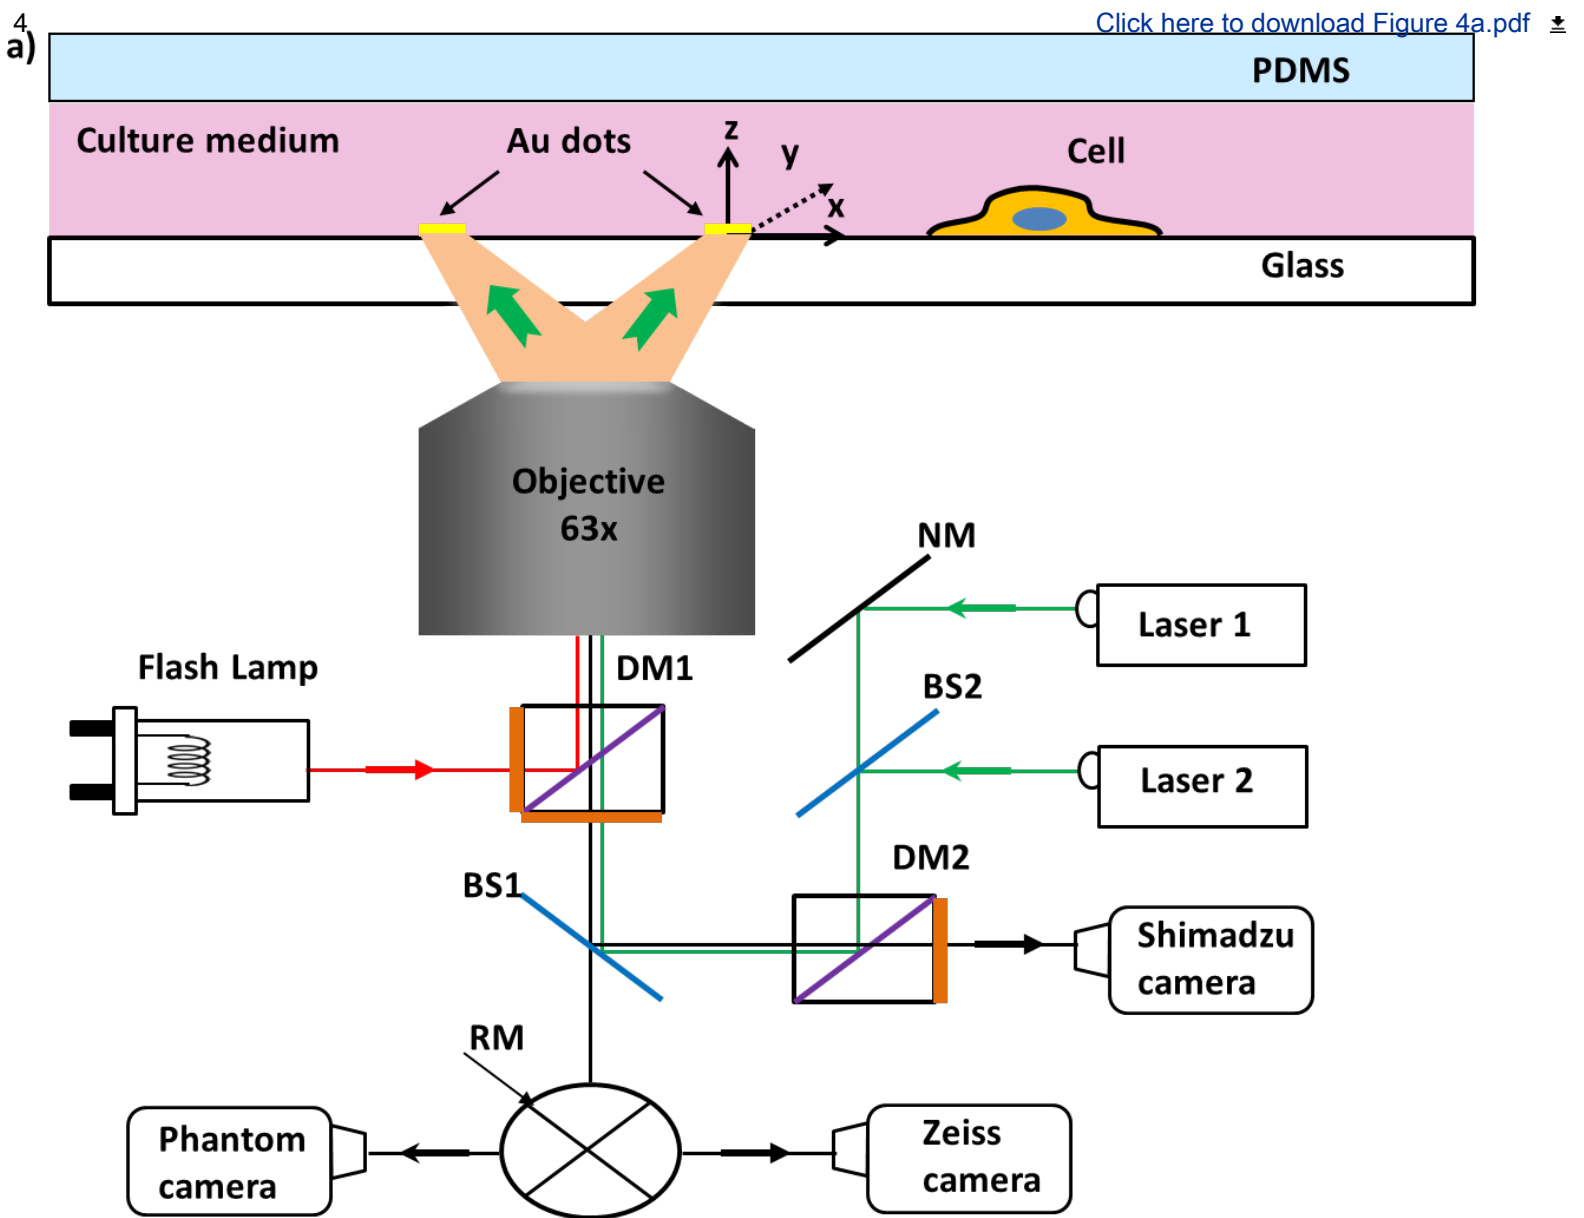 4
Click here to download Figure 4a.pdf
a)
PDMS
Culture medium
Au dots
z
y
x
Cell
Glass
Objective
63x
NM
Laser 1
Flash Lamp
DM1
BS2
Laser 2
DM2
BS1
Shimadzu
camera
RM
Phantom
camera
Zeiss
camera